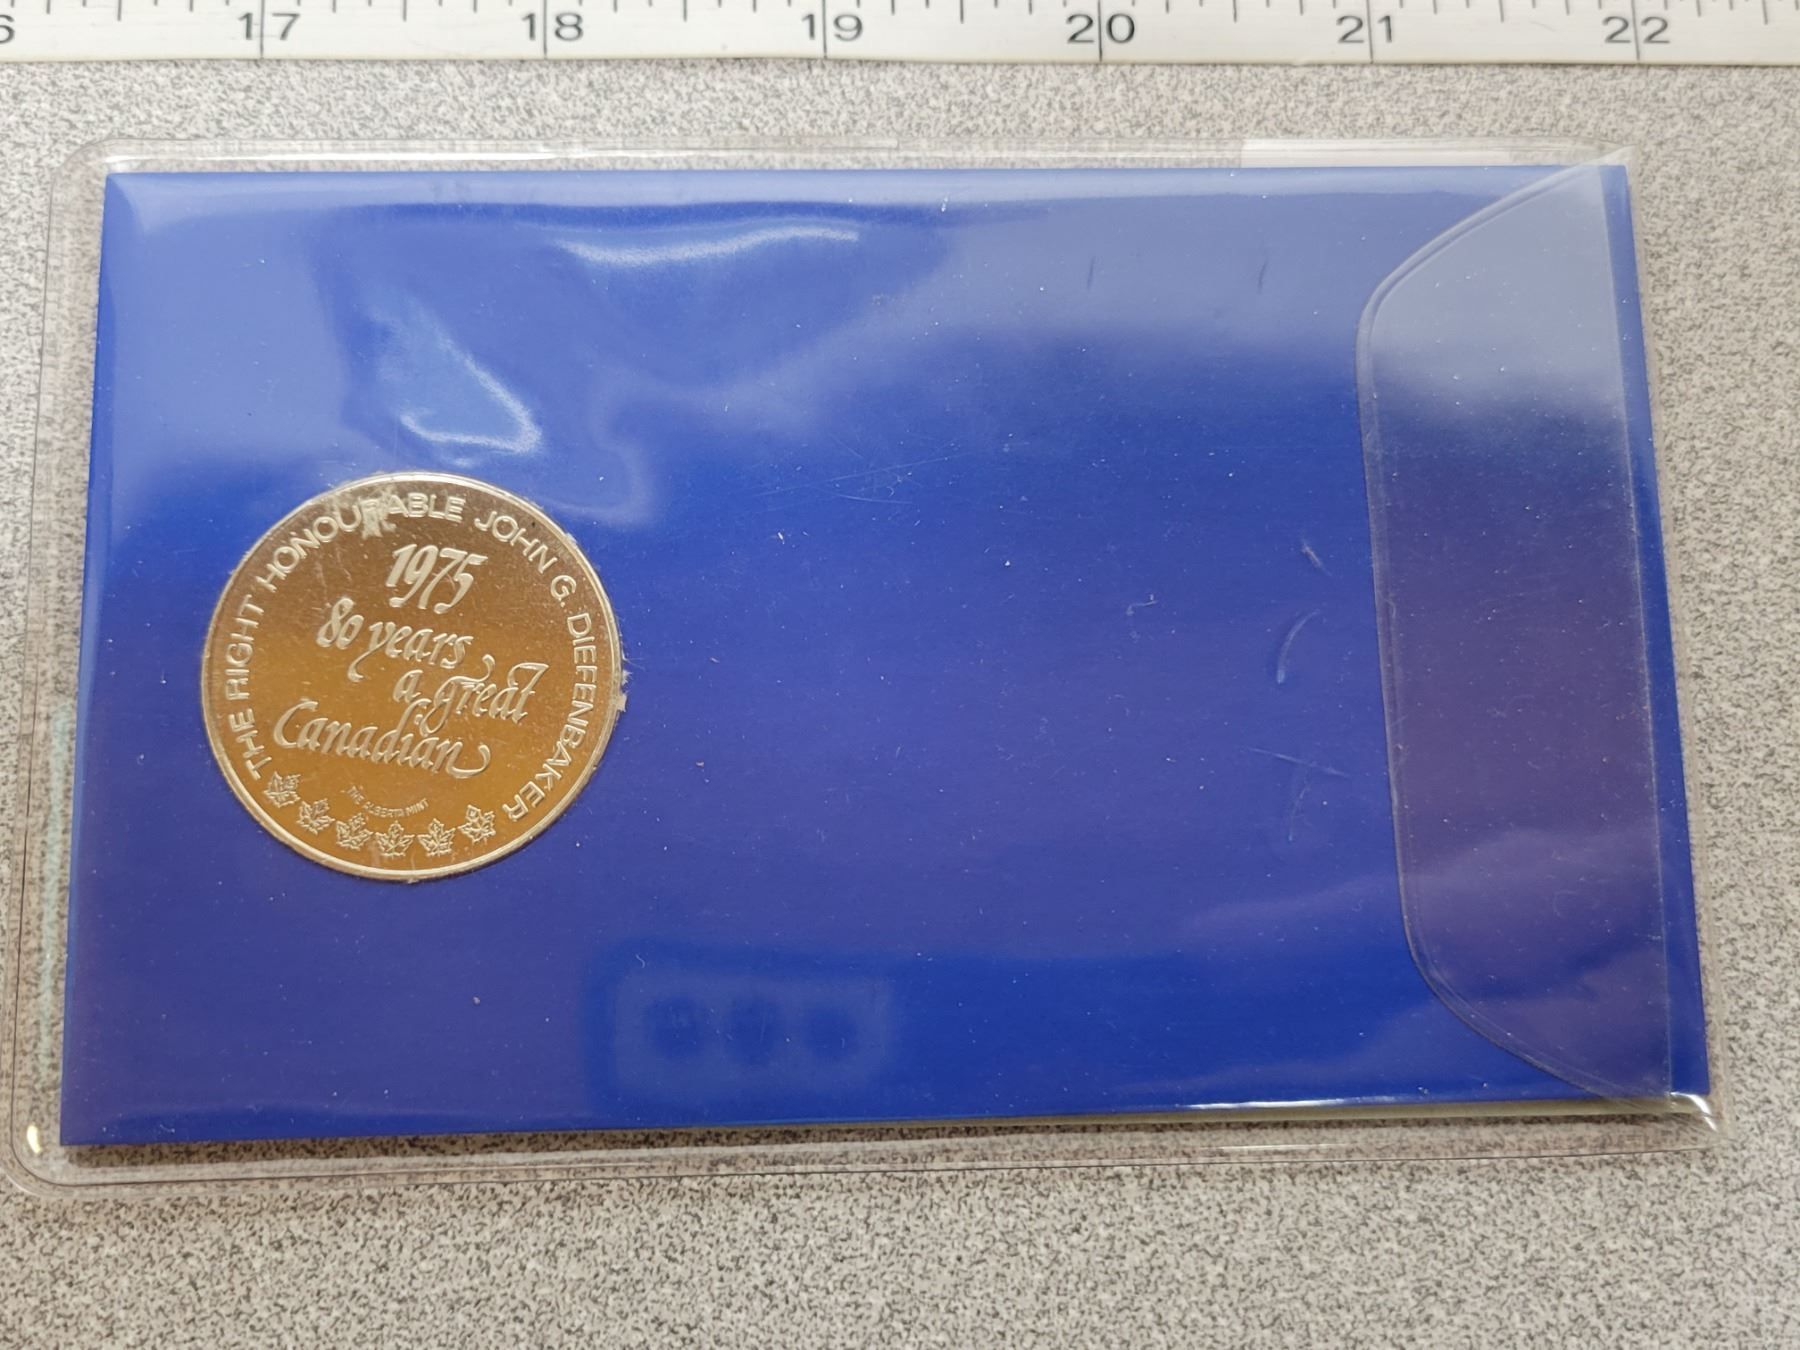 17 18 19 20 21 22
THE RIGHT HONOURABLE JOHN G. DIEFENBAKER
1975
80 years
a great
Canadian
THE ALBERTA MINT